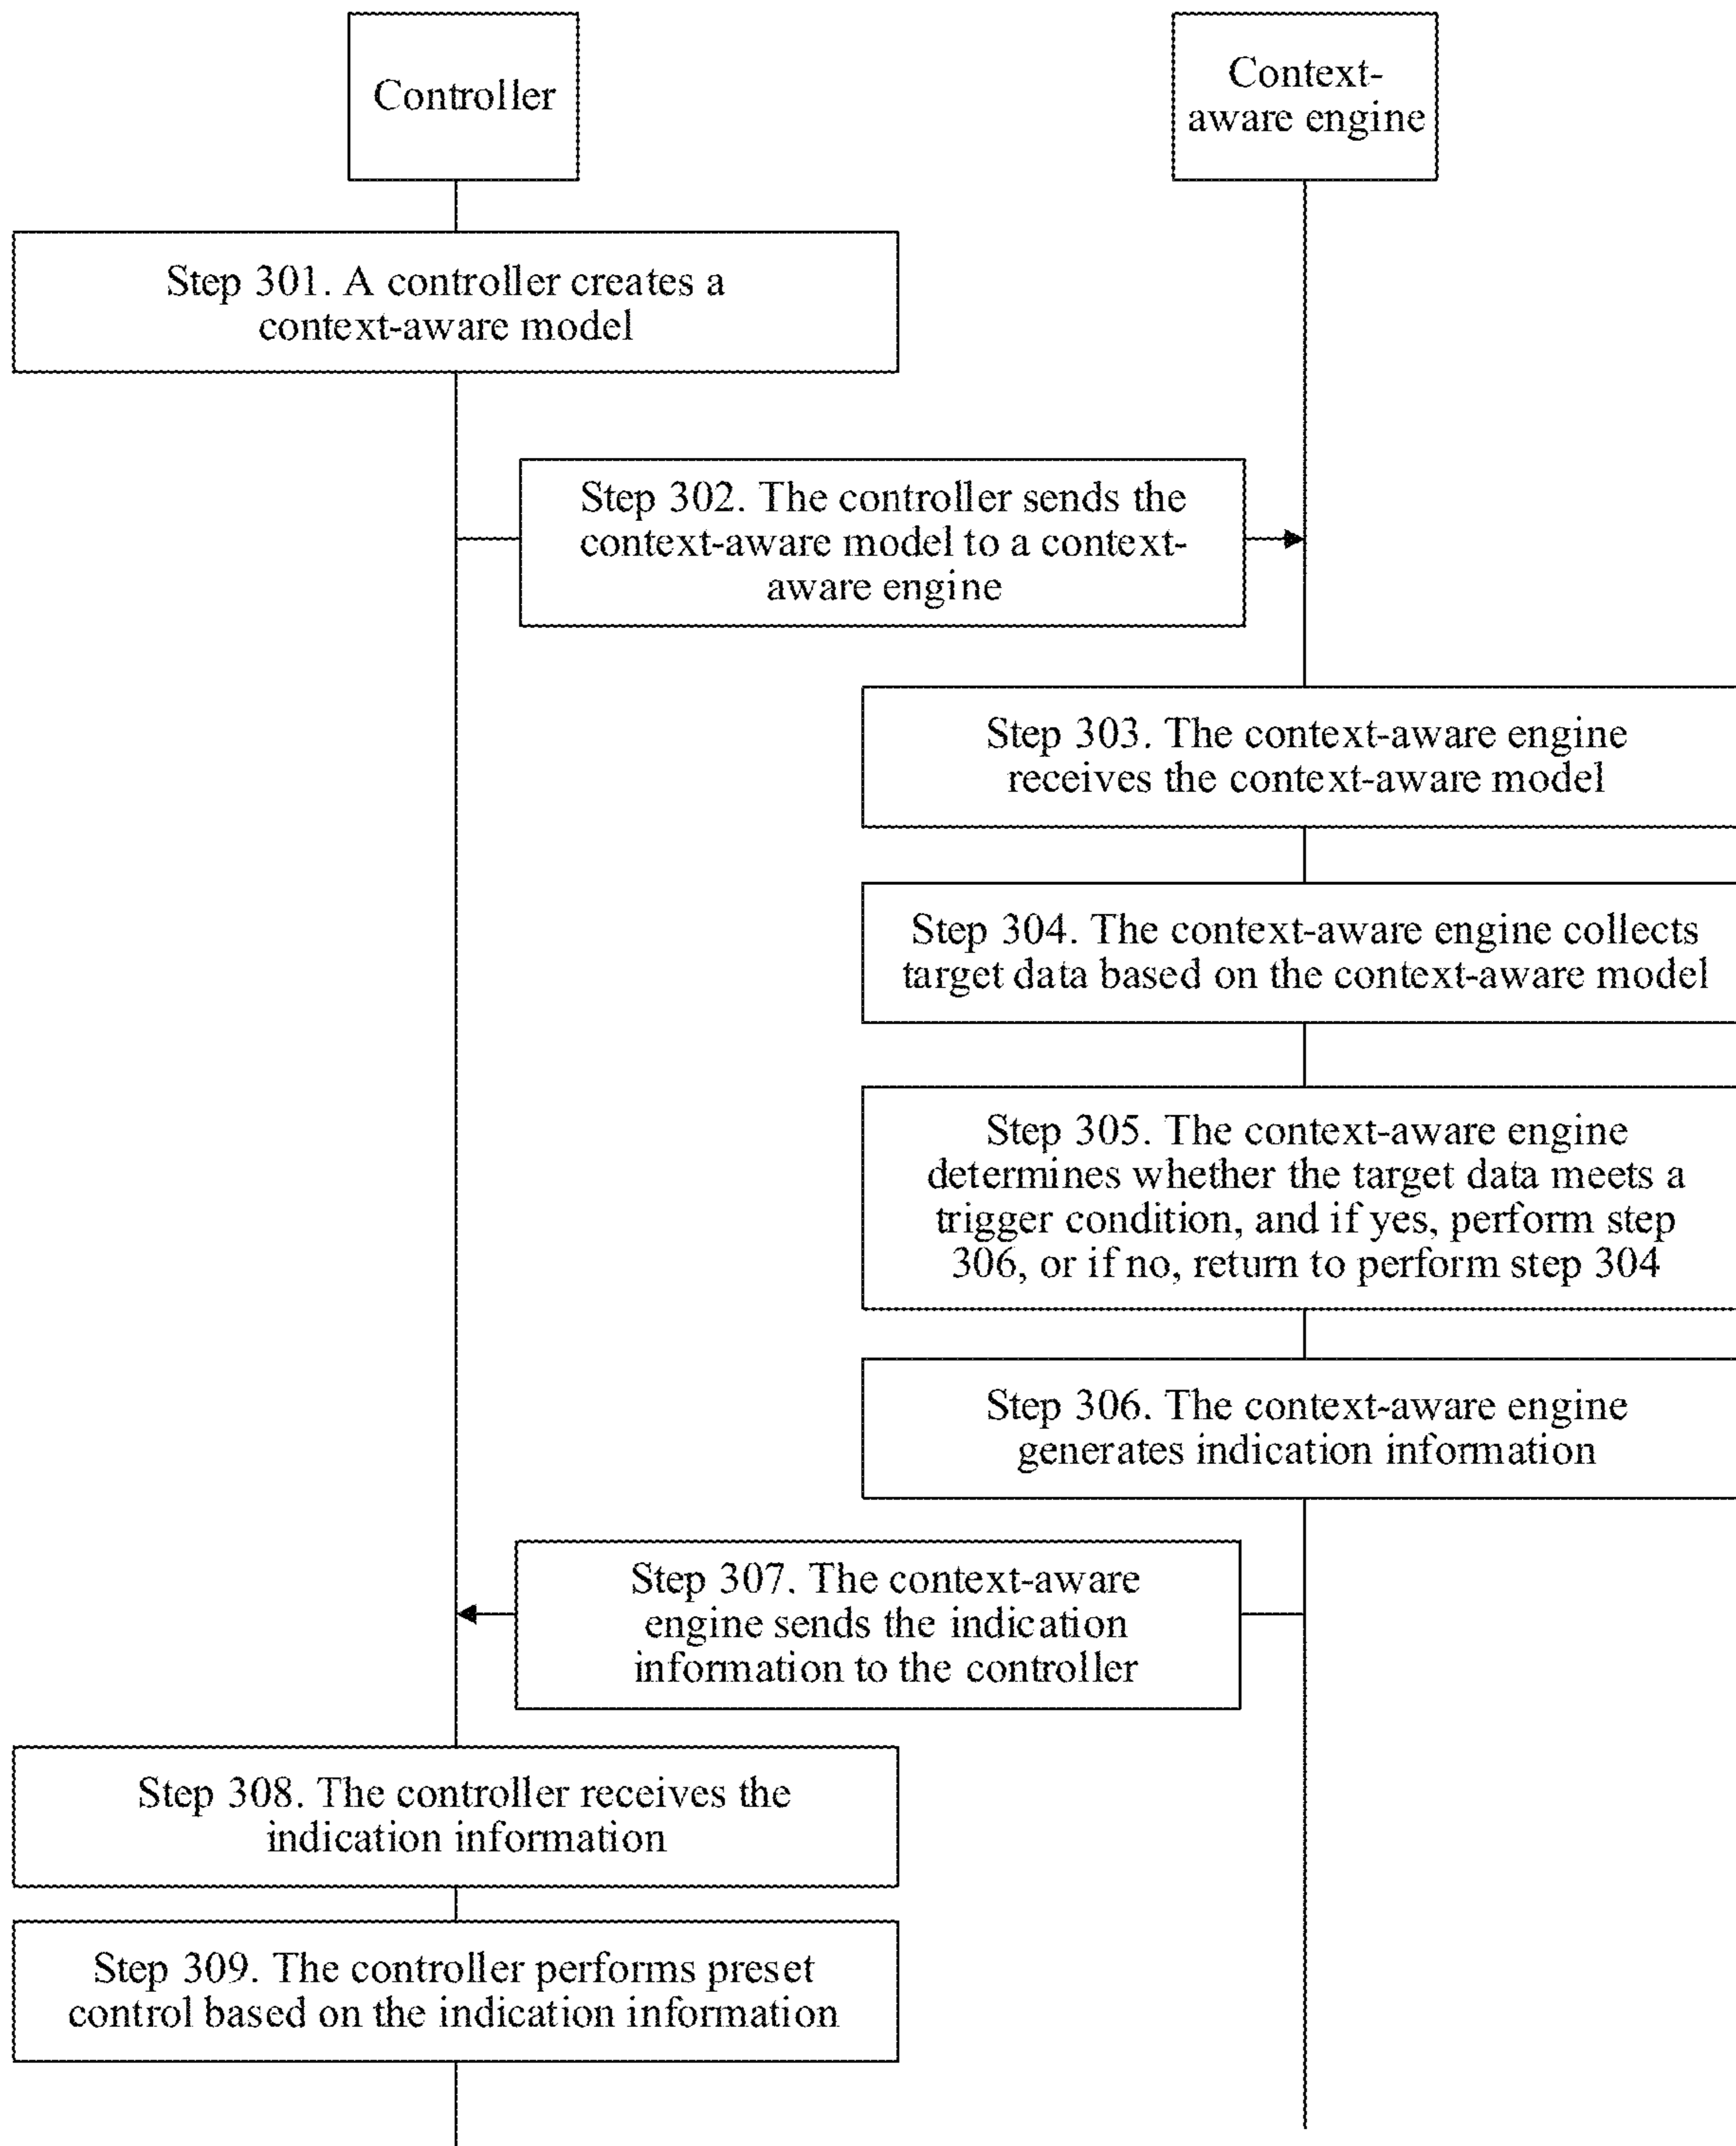 Controller
Context-
aware engine
Step 301. A controller creates a
context-aware model
Step 302. The controller sends the
context-aware model to a context-
aware engine
Step 303. The context-aware engine
receives the context-aware model
Step 304. The context-aware engine collects
target data based on the context-aware model
Step 305. The context-aware engine
determines whether the target data meets a
trigger condition, and if yes, perform step
306, or if no, return to perform step 304
Step 306. The context-aware engine
generates indication information
Step 307. The context-aware
engine sends the indication
information to the controller
Step 308. The controller receives the
indication information
Step 309. The controller performs preset
control based on the indication information